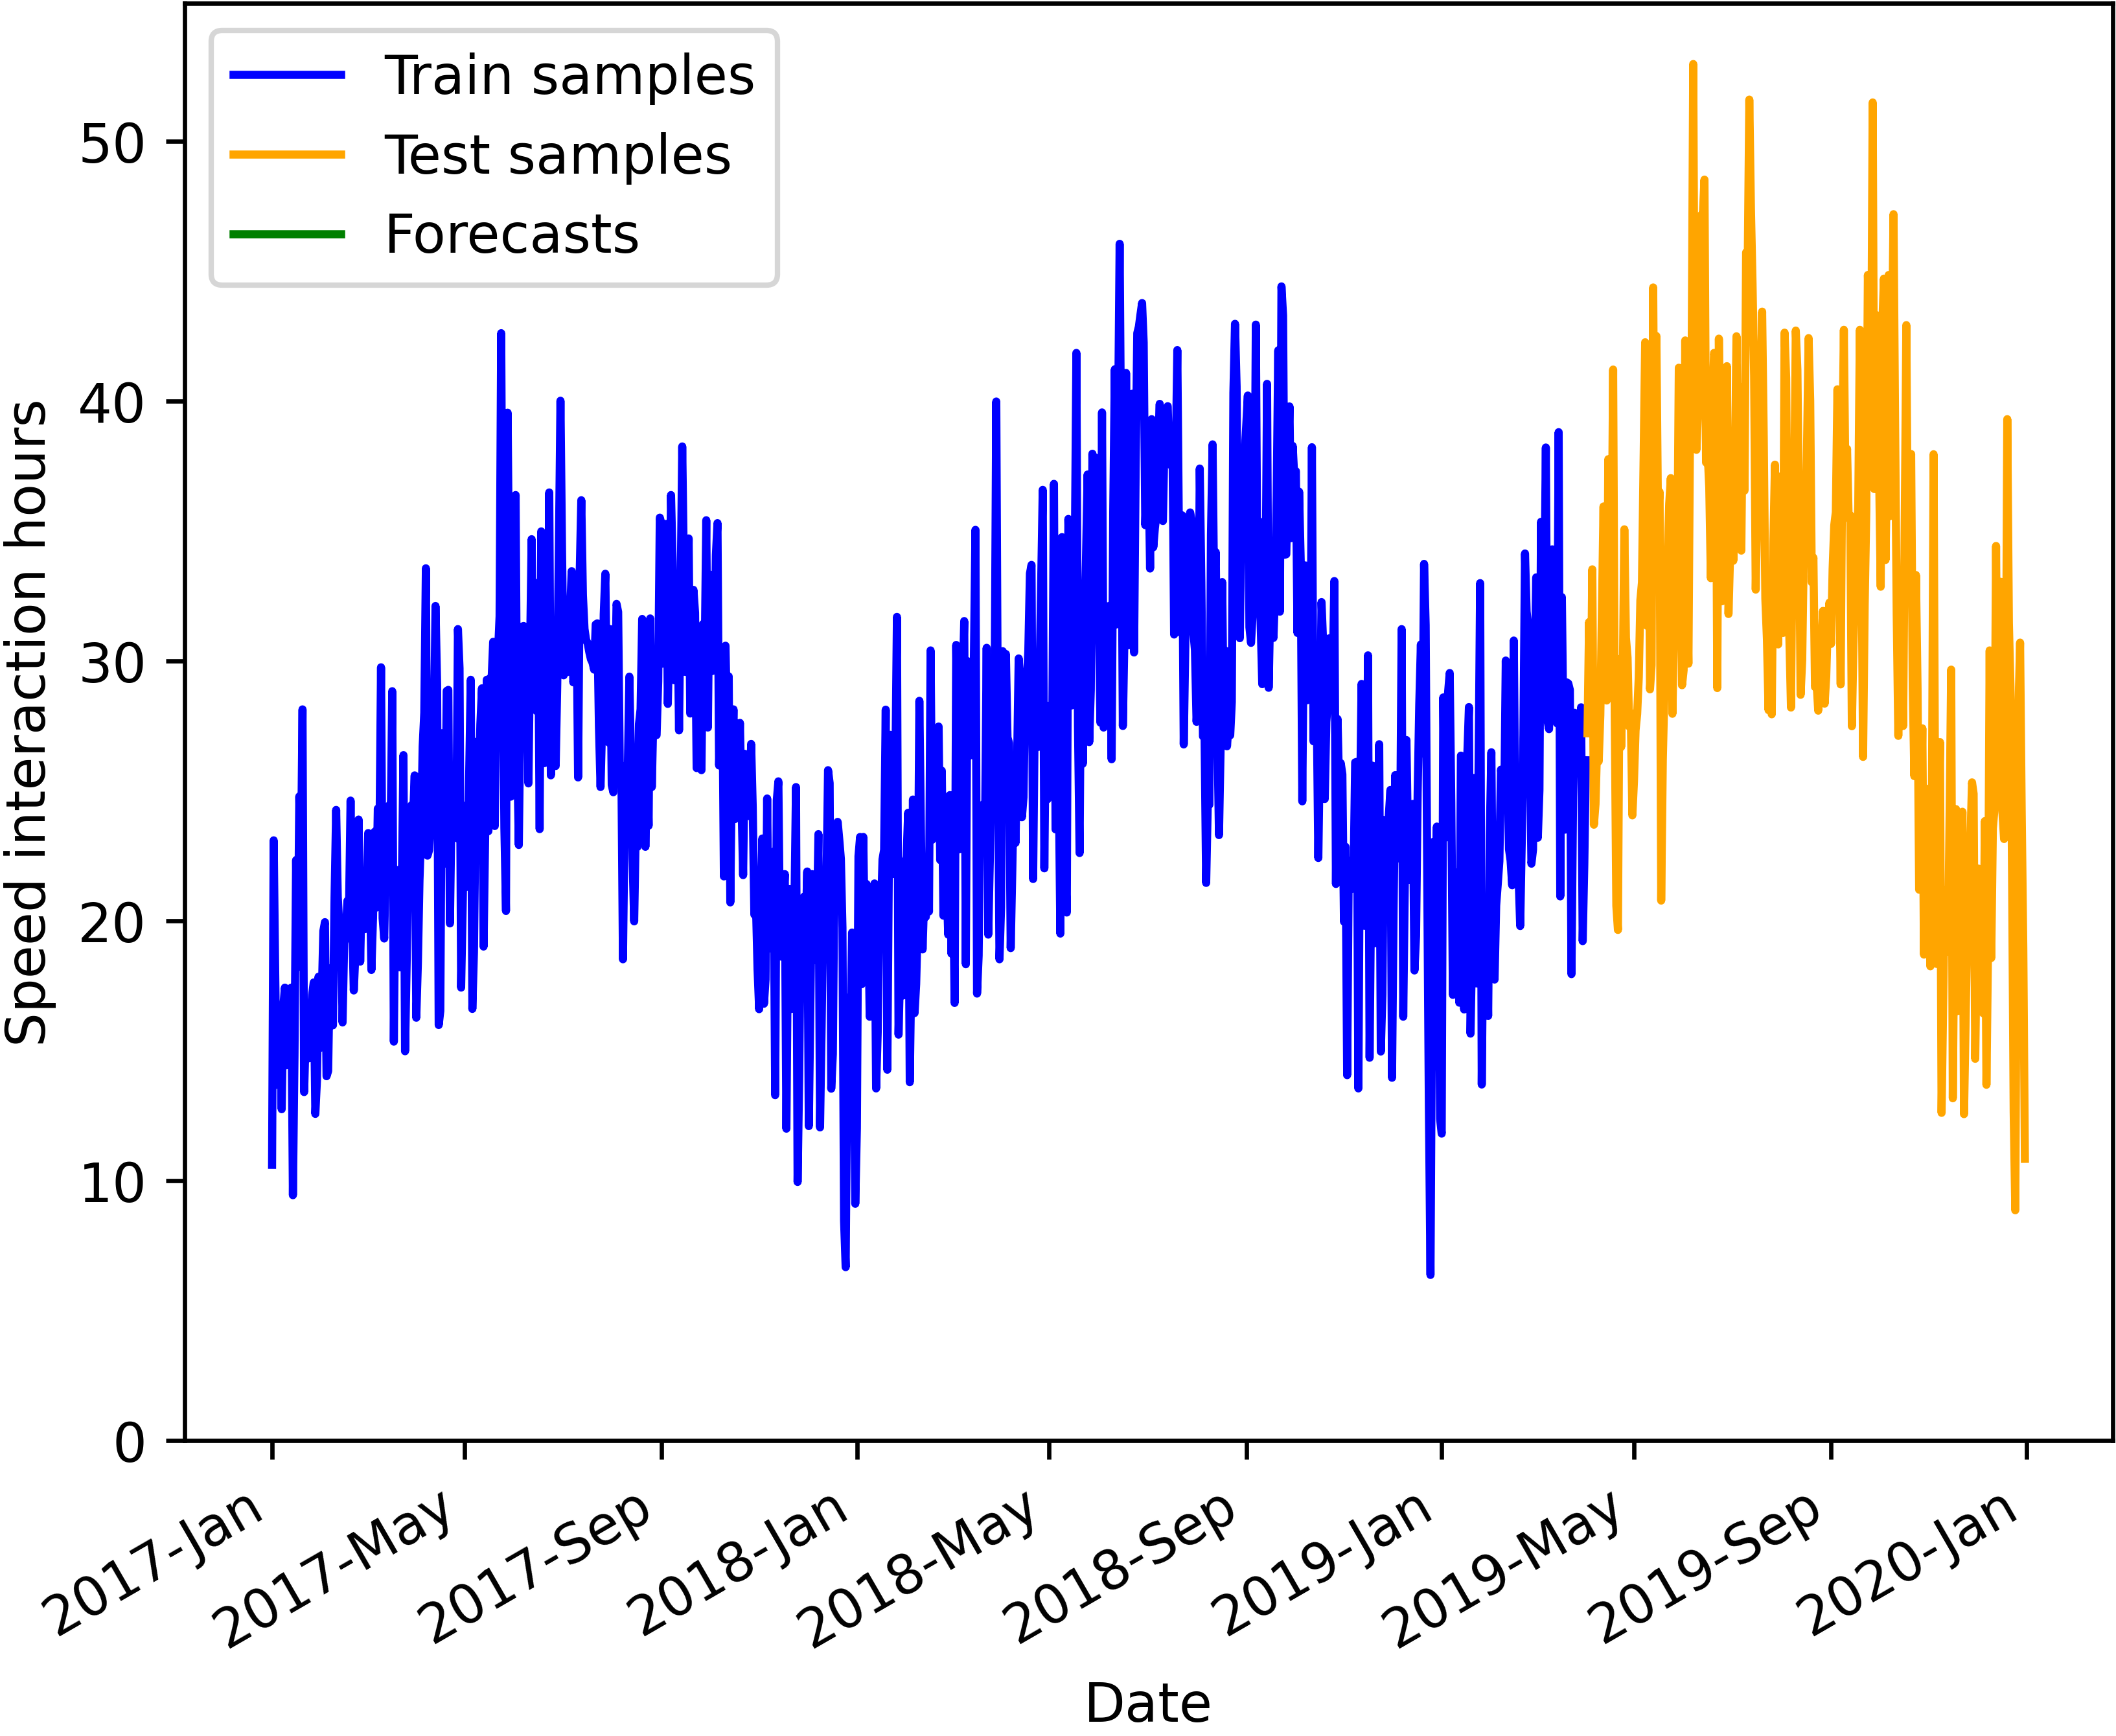 Train samples
Test samples
Forecasts
50
40
30
20
10
0
Speed interaction hours
2017-Jan
2017-May
2017-Sep
2018-Jan
2018-May
2018-Sep
2019-Jan
2019-May
2019-Sep
2020-Jan
Date